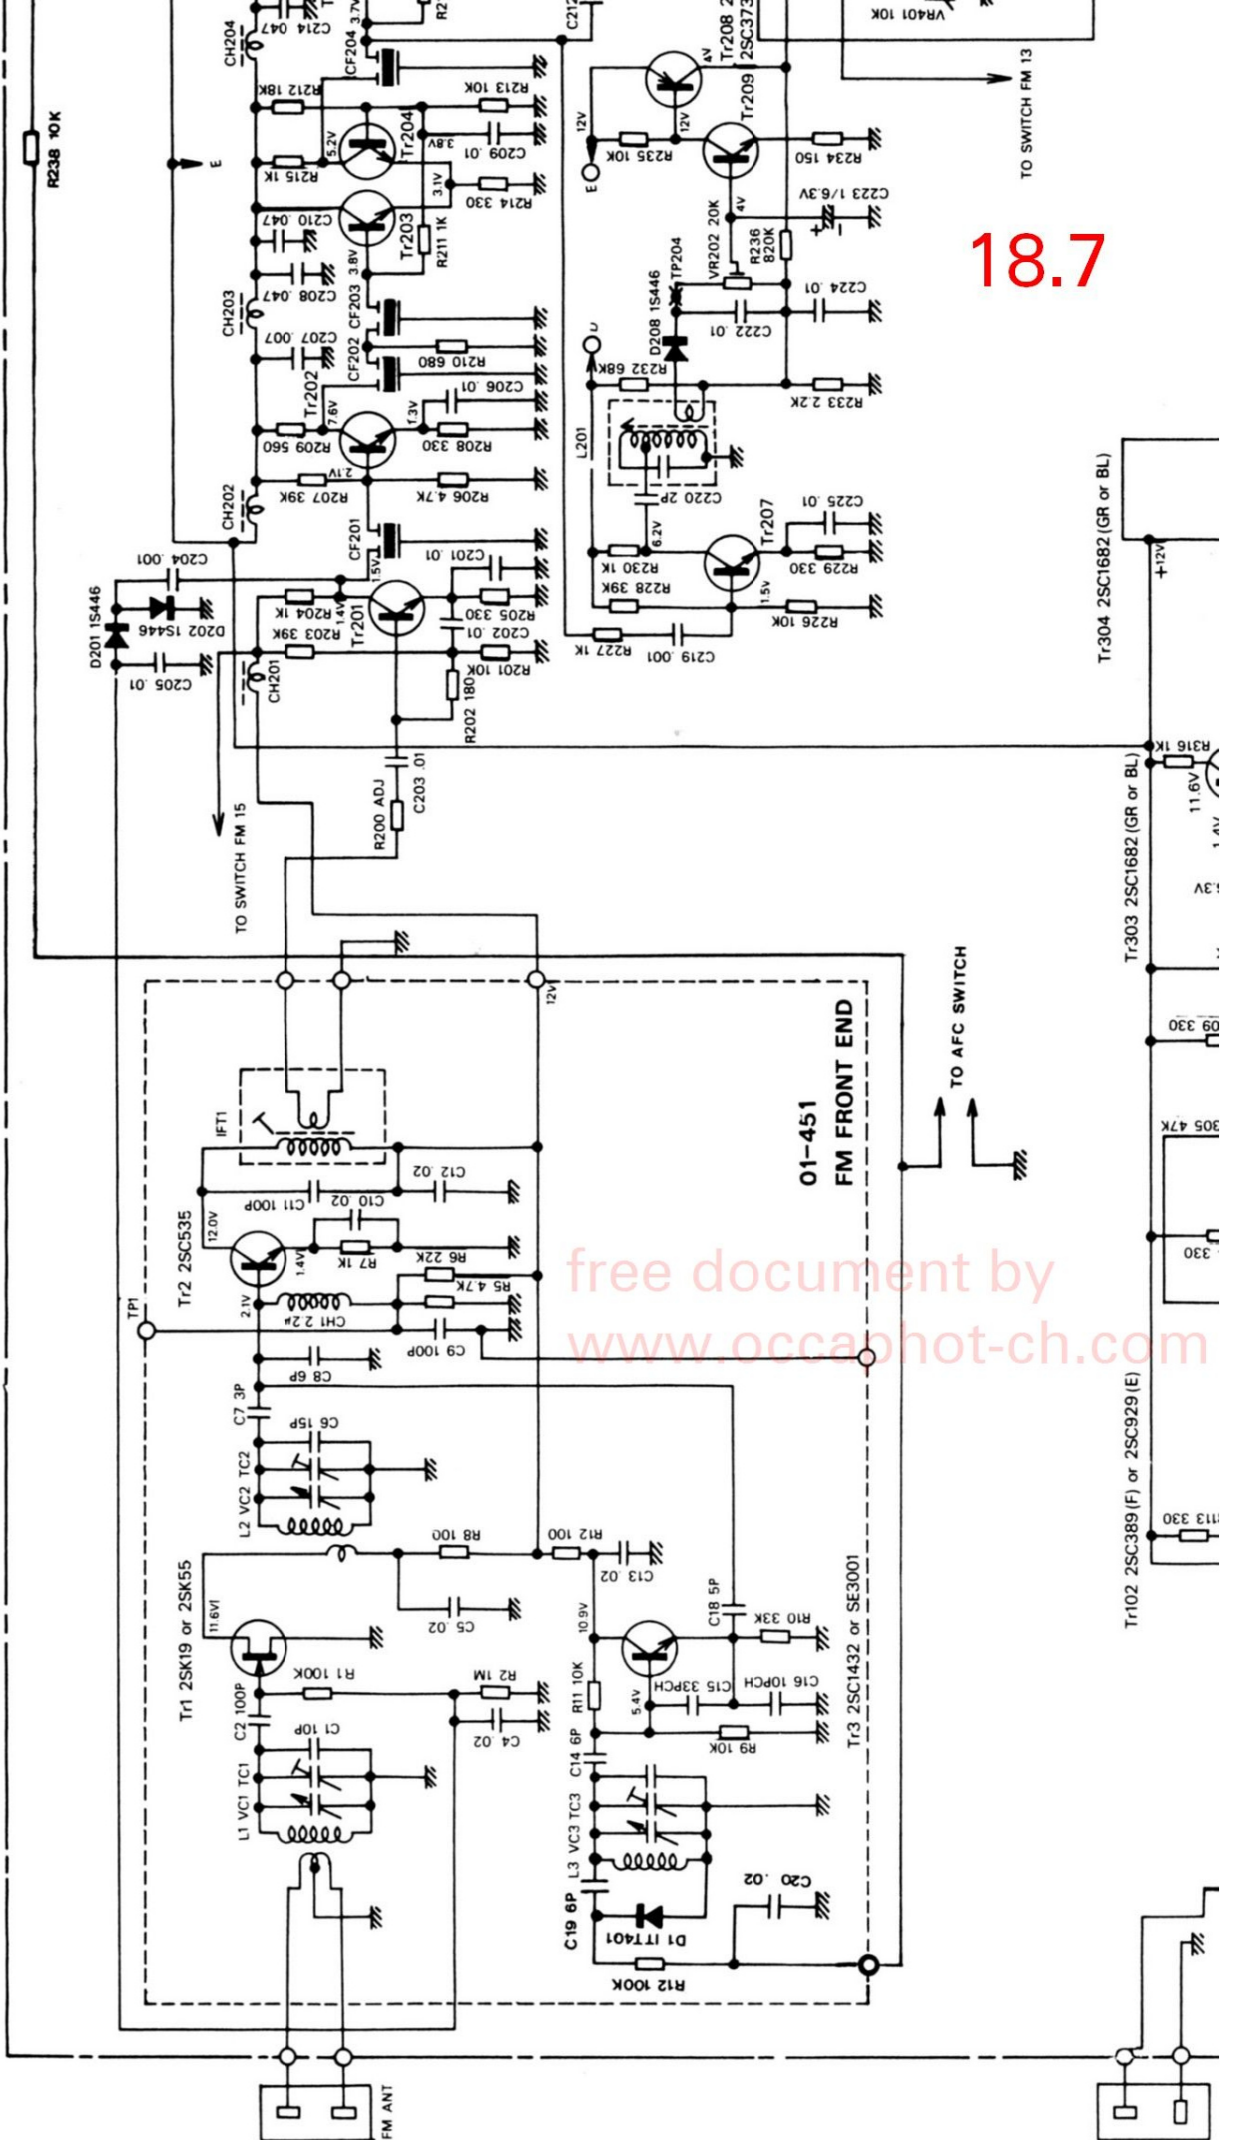 C214 .047
CH204
3.7V
CF204
R212 18K
R213 10K
5.2V
Tr204
3.8V
C209 .01
R215 1K
3.1V
R214 330
E
R238 10K
C210 .047
Tr203
R211 1K
C208 .047
3.8V
CH203
CF203
C207 .007
CF202
R210 680
Tr202
7.6V
C206 .01
1.3V
R209 560
R208 330
2.1V
R207 39K
R206 4.7K
CH202
CF201
C204 .001
1.5V
C201 .01
D201 1S446
D202 1S446
R204 1K
1.4V
R205 330
Tr201
R203 39K
C202 .01
C205 .01
CH201
R201 10K
R202 180
C203 .01
R200 ADJ
TO SWITCH FM 15
VR401 10K
TO SWITCH FM 13
Tr208
Tr209
4V
12V
12V
R235 10K
R234 150
E
C223 1/6.3V
+
-
4V
VR202 20K
R236 820K
TP204
D208 1S446
C224 .01
C222 .01
R232 68K
R233 2.2K
L201
C220 2P
6.2V
Tr207
C225 .01
R230 1K
R229 330
R228 39K
1.5V
R226 10K
R227 1K
C219 .001
18.7
Tr304 2SC1682 (GR or BL)
+12V
R316 1K
11.6V
Tr303 2SC1682 (GR or BL)
TO AFC SWITCH
12V
01-451
FM FRONT END
IFT1
C12 .02
C11 100P
C10 .02
12.0V
Tr2 2SC535
1.4V
R7 1K
R6 22K
R5 4.7K
2.1V
CH1 2.2μ
TP1
C9 100P
C8 6P
C7 3P
C6 15P
TC2
VC2
L2
free document by
www.occaphot-ch.com
R8 100
R12 100
C13 .02
C5 .02
Tr1 2SK19 or 2SK55
11.6V
10.9V
C18 5P
R10 33K
R1 100K
R2 1M
R11 10K
5.4V
C15 33PCH
C16 10PCH
C2 100P
C4 .02
R9 10K
Tr3 2SC1432 or SE3001
C1 10P
C14 6P
TC1
VC1
L1
TC3
VC3
L3
C20 .02
C19 6P
D1 ITT401
R12 100K
Tr102 2SC389 (F) or 2SC929 (E)
FM ANT